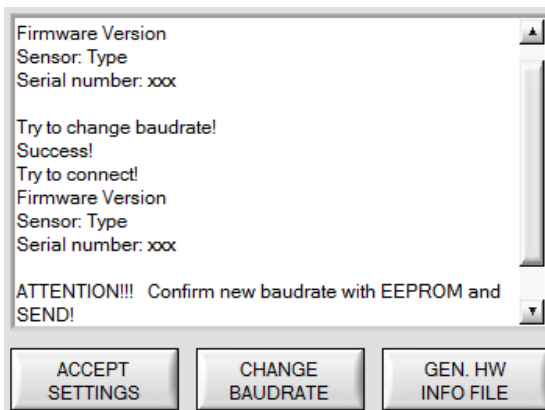 Firmware Version
Sensor: Type
Serial number: xxx
Try to change baudrate!
Success!
Try to connect!
Firmware Version
Sensor: Type
Serial number: xxx
ATTENTION!!!   Confirm new baudrate with EEPROM and
SEND!
ACCEPT
SETTINGS
CHANGE
BAUDRATE
GEN. HW
INFO FILE